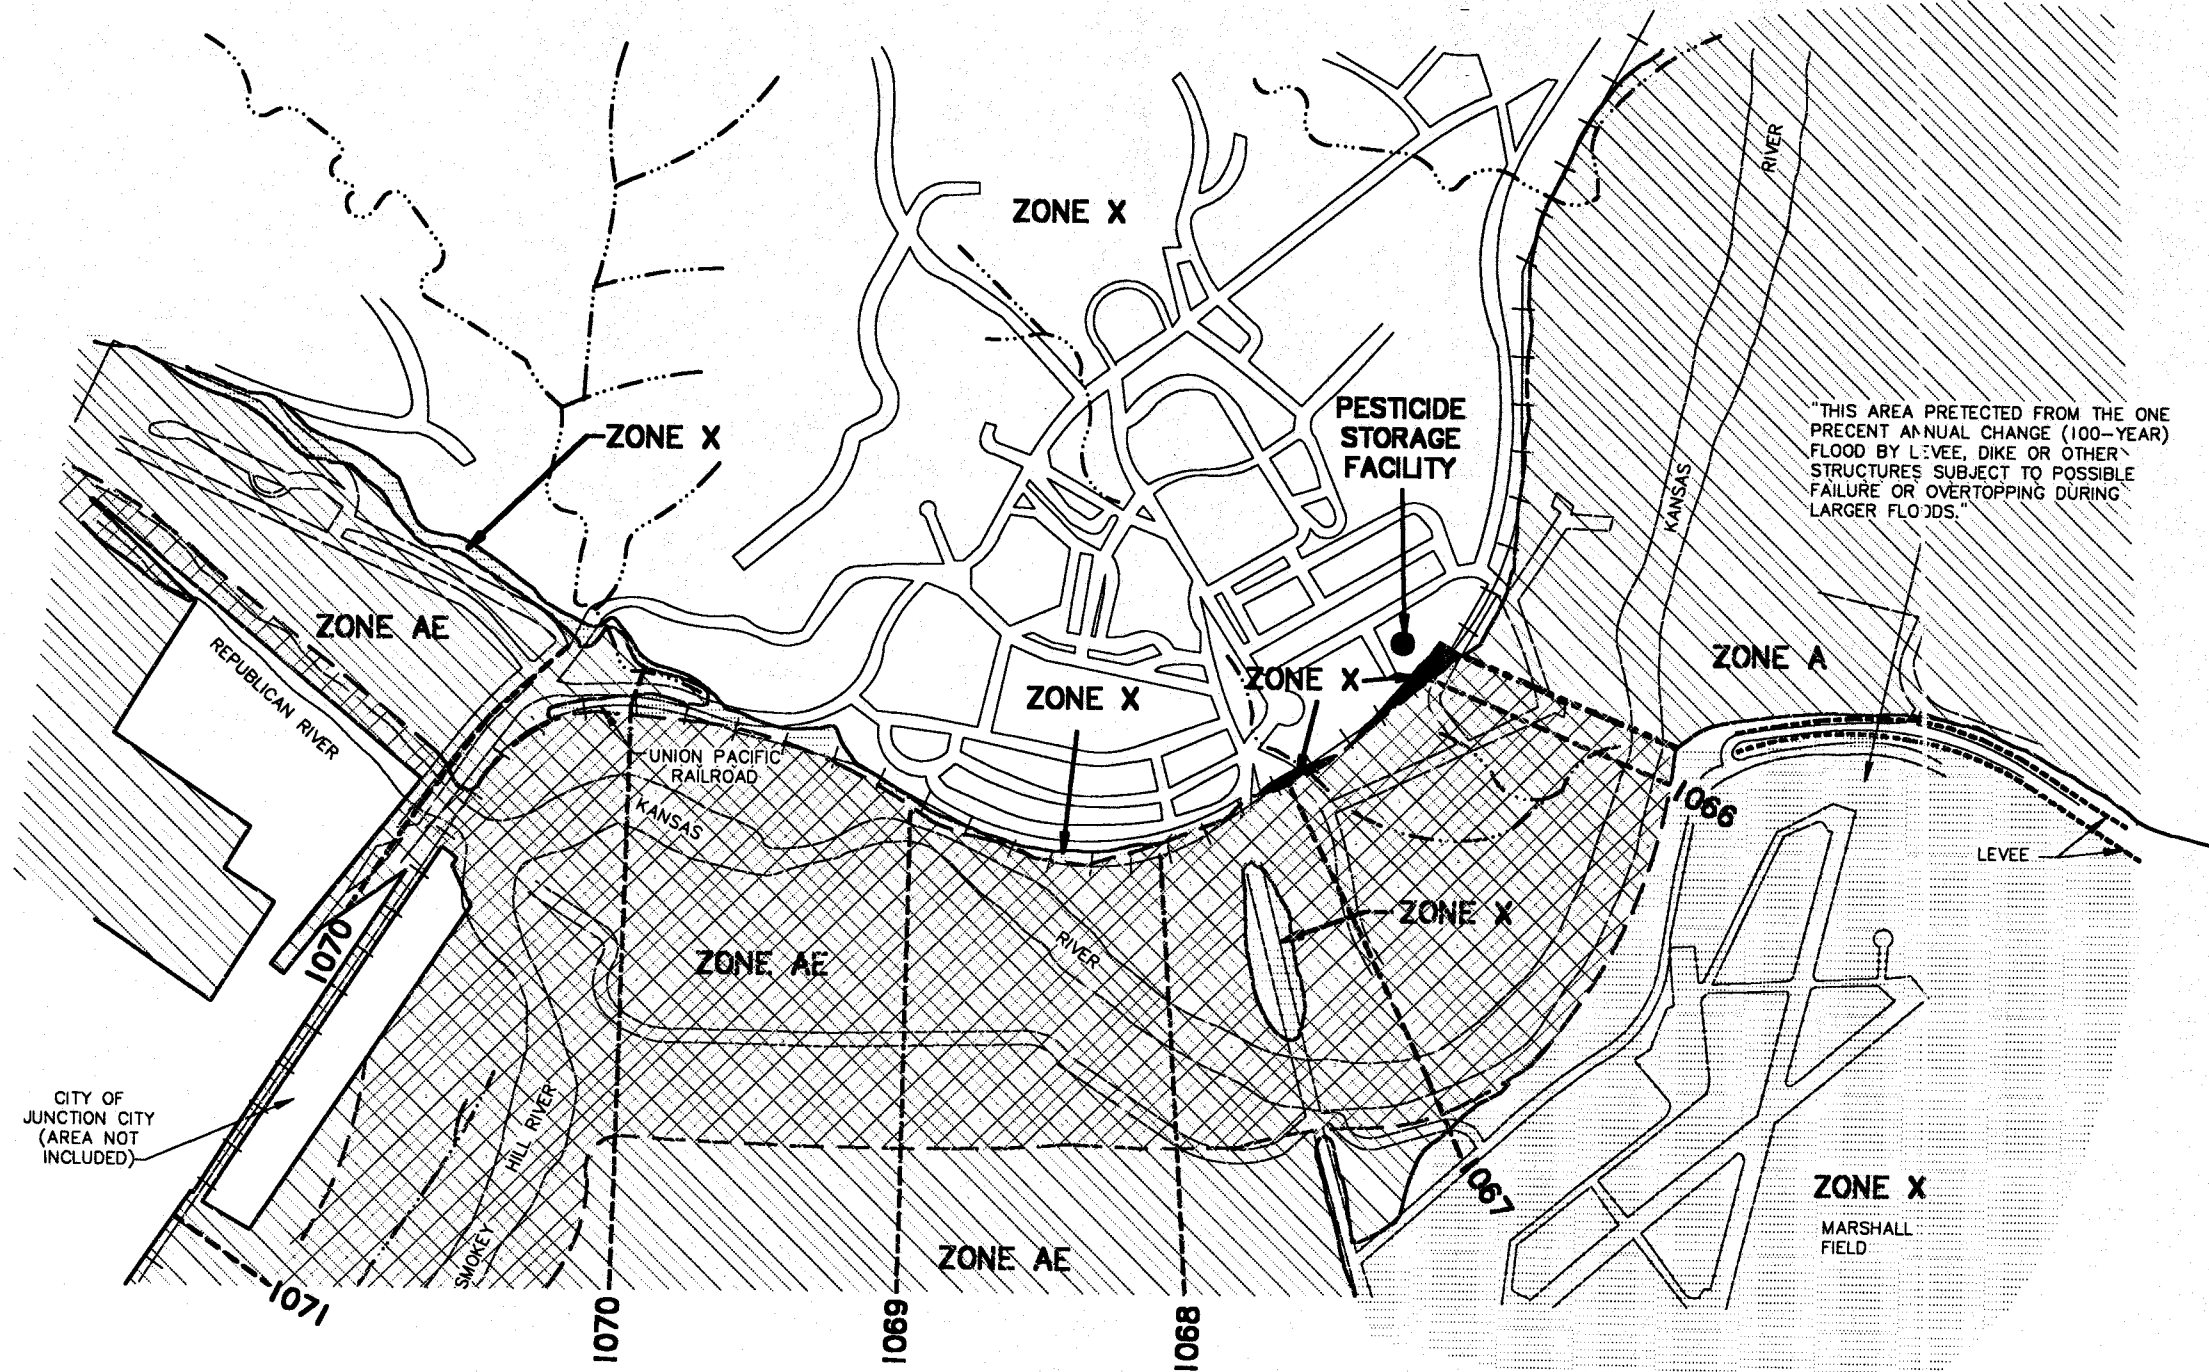 RIVER
ZONE X
PESTICIDE
STORAGE
FACILITY
"THIS AREA PRETECTED FROM THE ONE
PRECENT ANNUAL CHANGE (100-YEAR)
FLOOD BY LEVEE, DIKE OR OTHER
STRUCTURES SUBJECT TO POSSIBLE
FAILURE OR OVERTOPPING DURING
LARGER FLOODS."
ZONE X
KANSAS
ZONE AE
REPUBLICAN RIVER
ZONE A
ZONE X
ZONE X
UNION PACIFIC
RAILROAD
KANSAS
1066
LEVEE
ZONE X
1070
ZONE AE
RIVER
CITY OF
JUNCTION CITY
(AREA NOT
INCLUDED)
SMOKEY HILL RIVER
1067
ZONE X
MARSHALL
FIELD
ZONE AE
1071
1070
1069
1068